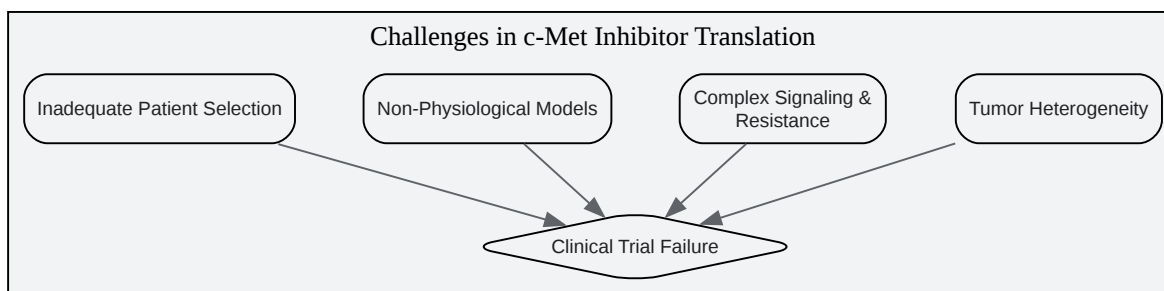 Challenges in c-Met Inhibitor Translation
Inadequate Patient Selection
Non-Physiological Models
Complex Signaling &
Resistance
Tumor Heterogeneity
Clinical Trial Failure